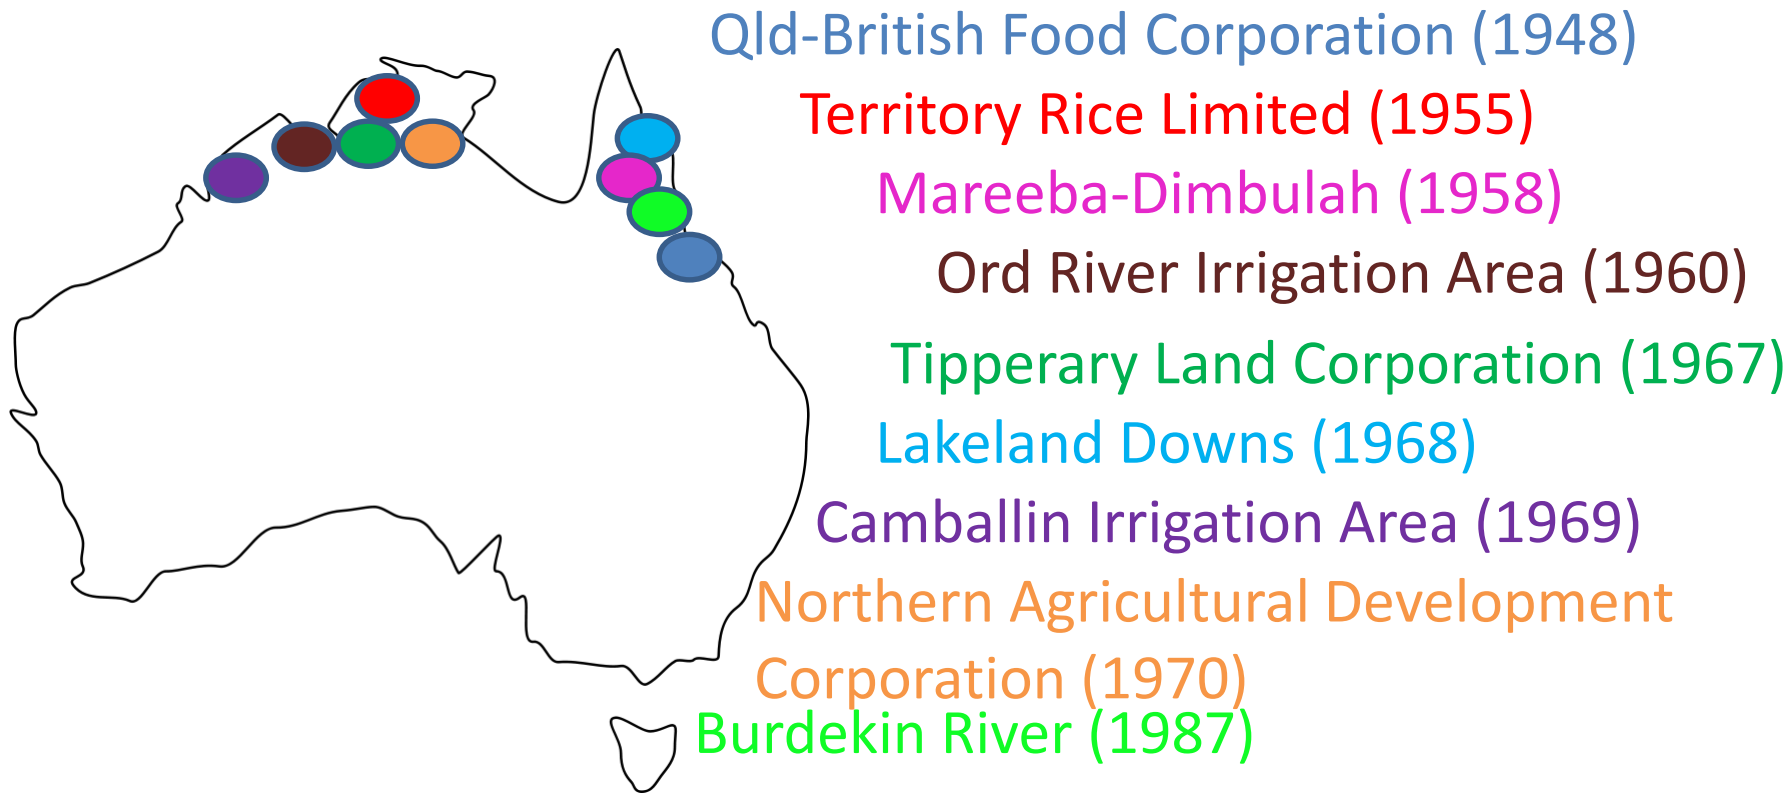 Qld-British Food Corporation (1948)
Territory Rice Limited (1955)
Mareeba-Dimbulah (1958)
Ord River Irrigation Area (1960)
Tipperary Land Corporation (1967)
Lakeland Downs (1968)
Camballin Irrigation Area (1969)
Northern Agricultural Development
Corporation (1970)
Burdekin River (1987)